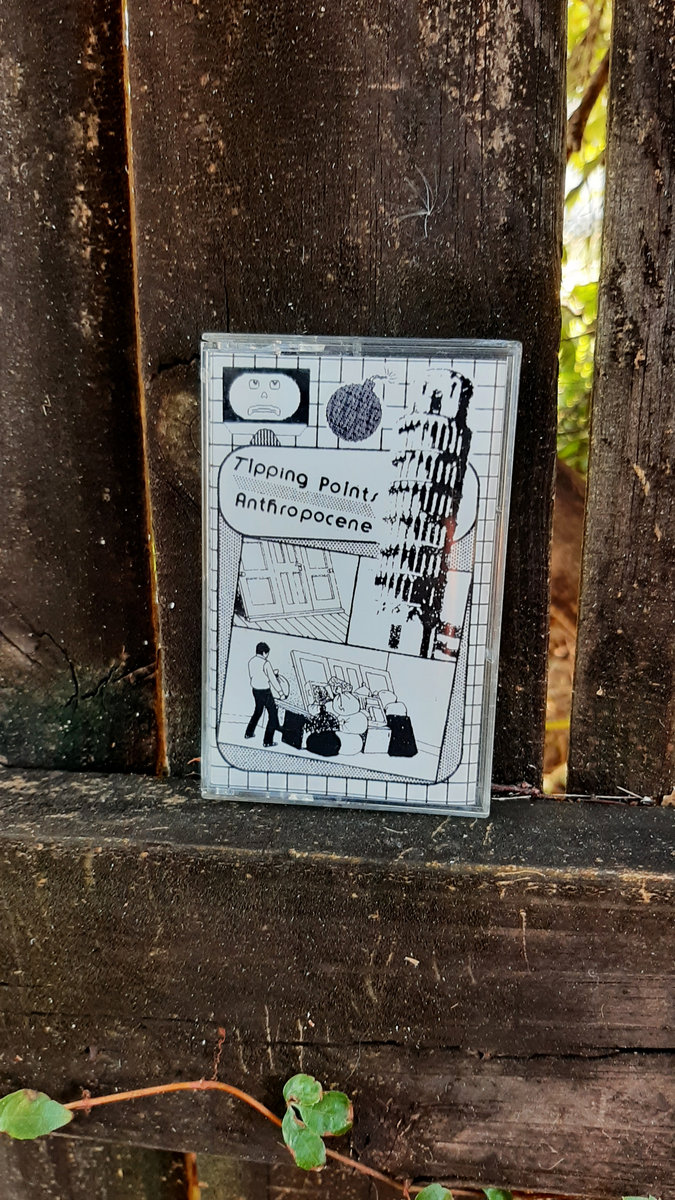 Tipping Points
Anthropocene